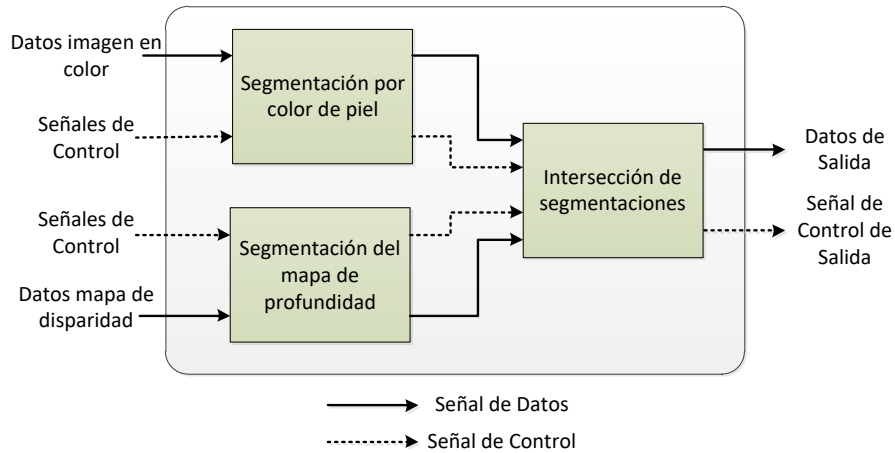 Datos imagen en
color
Señales de
Control
Señales de
Control
Datos mapa de
disparidad
Segmentación por
color de piel
Segmentación del
mapa de
profundidad
Intersección de
segmentaciones
Datos de
Salida
Señal de
Control de
Salida
Señal de Datos
Señal de Control